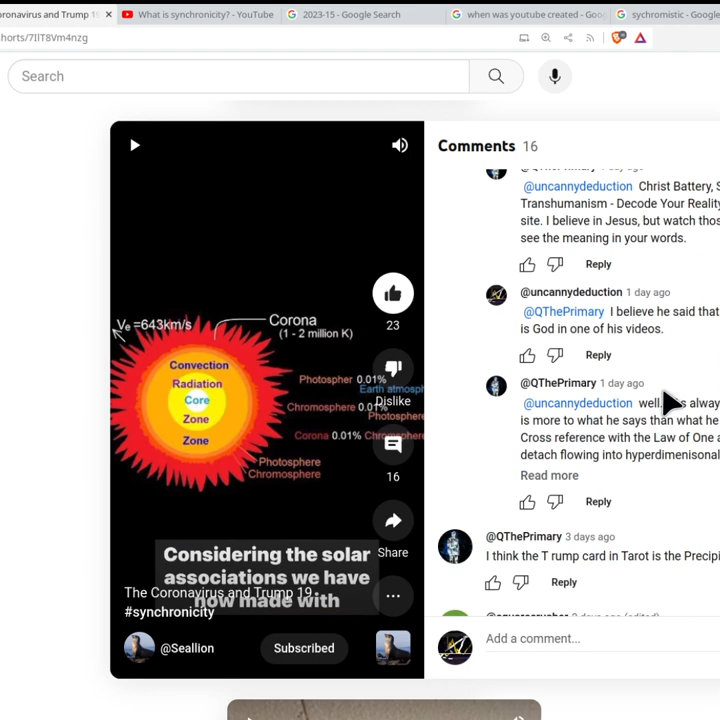 oronavirus and Trump 1
What is synchronicity? - YouTube
2023-15 - Google Search
when was youtube created - Goo
sychromistic - Google
horts/7IlT8Vm4nzg
Search
Comments 16
@uncannydeduction Christ Battery, S
Transhumanism - Decode Your Reality
site. I believe in Jesus, but watch thos
see the meaning in your words.
Reply
@uncannydeduction 1 day ago
@QThePrimary I believe he said that
is God in one of his videos.
Reply
@QThePrimary 1 day ago
@uncannydeduction well, s alway
is more to what he says than what he
Cross reference with the Law of One a
detach flowing into hyperdimenisonal
Read more
Reply
@QThePrimary 3 days ago
I think the T rump card in Tarot is the Precipi
Reply
Add a comment...
Ve =643km/s
Corona
(1 - 2 million K)
Convection
Radiation
Core
Zone
Zone
Photospher 0.01%
Earth atmosph
Chromospher 0.01%
Photosphere
Corona 0.01% Chromosphere
Photosphere
Chromosphere
23
Dislike
16
Share
Considering the solar
associations we have
now made with
The Coronavirus and Trump 19
#synchronicity
@Seallion
Subscribed